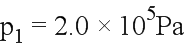 p₁ = 2.0 × 10⁵Pa